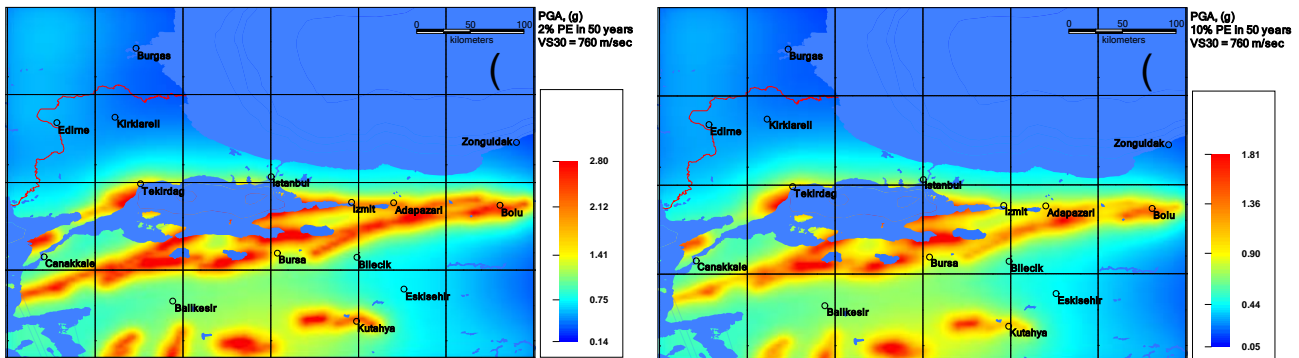 PGA, (g)
2% PE in 50 years
VS30 = 760 m/sec
0 50 100
kilometers
(
Burgas
Edirne
Kirklareli
Zonguldak
Tekirdag
Istanbul
Izmit
Adapazari
Bolu
Canakkale
Bursa
Bilecik
Eskisehir
Balikesir
Kutahya
2.80
2.12
1.41
0.75
0.14
PGA, (g)
10% PE in 50 years
VS30 = 760 m/sec
0 50 100
kilometers
(
Burgas
Edirne
Kirklareli
Zonguldak
Tekirdag
Istanbul
Izmit
Adapazari
Bolu
Canakkale
Bursa
Bilecik
Eskisehir
Balikesir
Kutahya
1.81
1.36
0.90
0.44
0.05